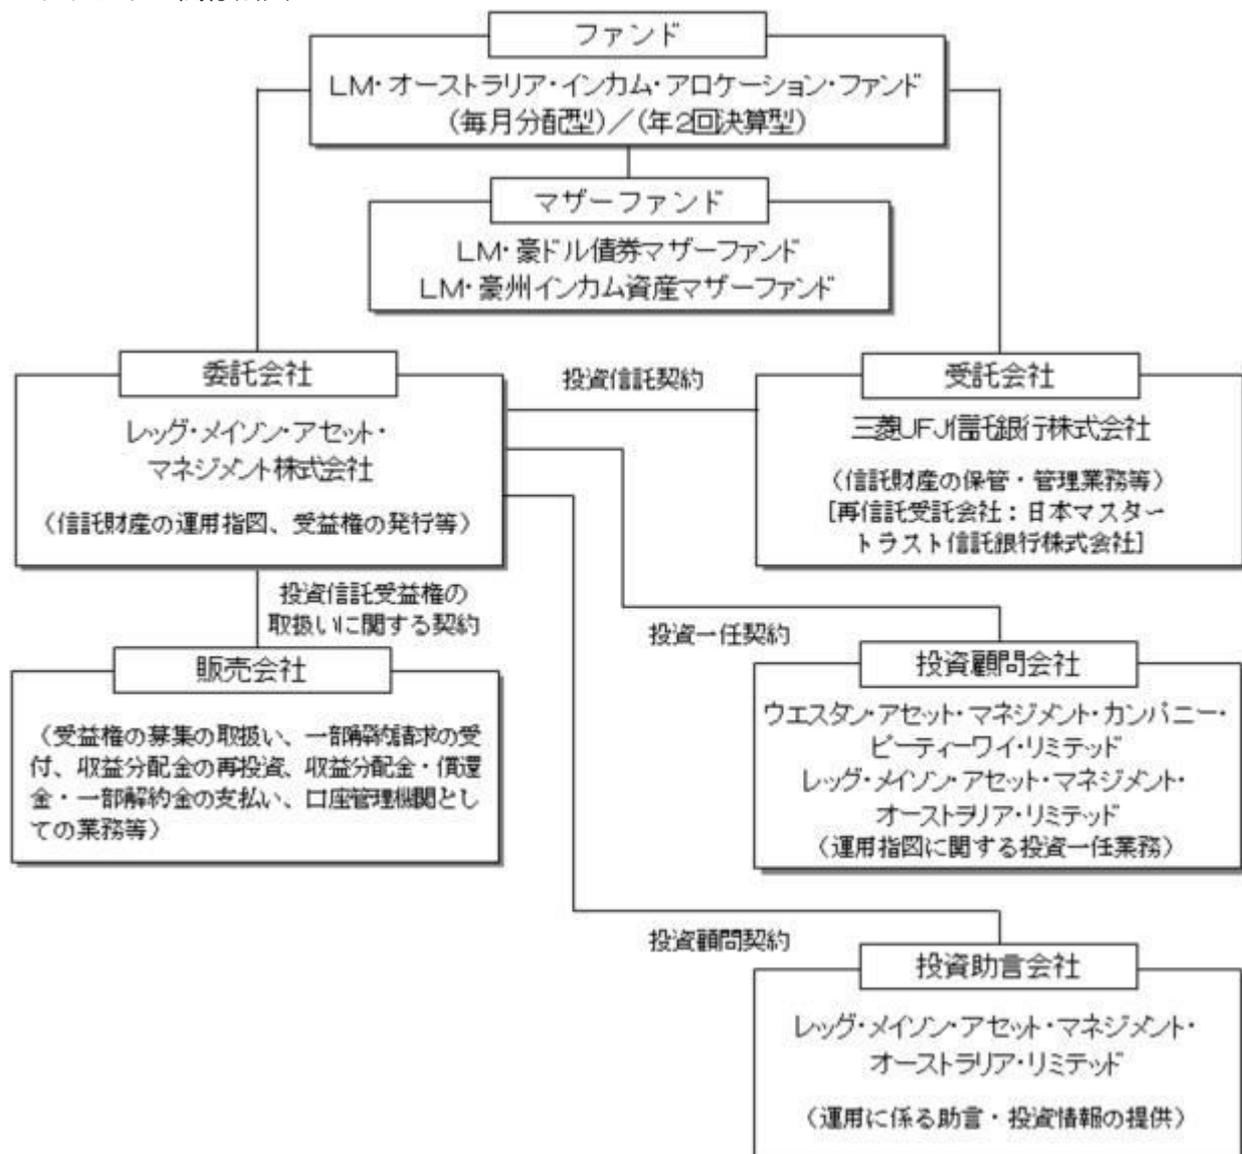 ファンド
LM・オーストラリア・インカム・アロケーション・ファンド
(毎月分配型)／(年2回決算型)
マザーファンド
LM・豪ドル債券マザーファンド
LM・豪州インカム資産マザーファンド
委託会社
レッグ・メイソン・アセット・
マネジメント株式会社
（信託財産の運用指図、受益権の発行等）
投資信託契約
受託会社
三菱UFJ信託銀行株式会社
（信託財産の保管・管理業務等）
[再信託受託会社：日本マスター
トラスト信託銀行株式会社]
投資信託受益権の
取扱いに関する契約
販売会社
（受益権の募集の取扱い、一部解約請求の受
付、収益分配金の再投資、収益分配金・償還
金・一部解約金の支払い、口座管理機関とし
ての業務等）
投資一任契約
投資顧問会社
ウエスタン・アセット・マネジメント・カンパニー・
ピーティーワイ・リミテッド
レッグ・メイソン・アセット・マネジメント・
オーストラリア・リミテッド
（運用指図に関する投資一任業務）
投資顧問契約
投資助言会社
レッグ・メイソン・アセット・マネジメント・
オーストラリア・リミテッド
（運用に係る助言・投資情報の提供）